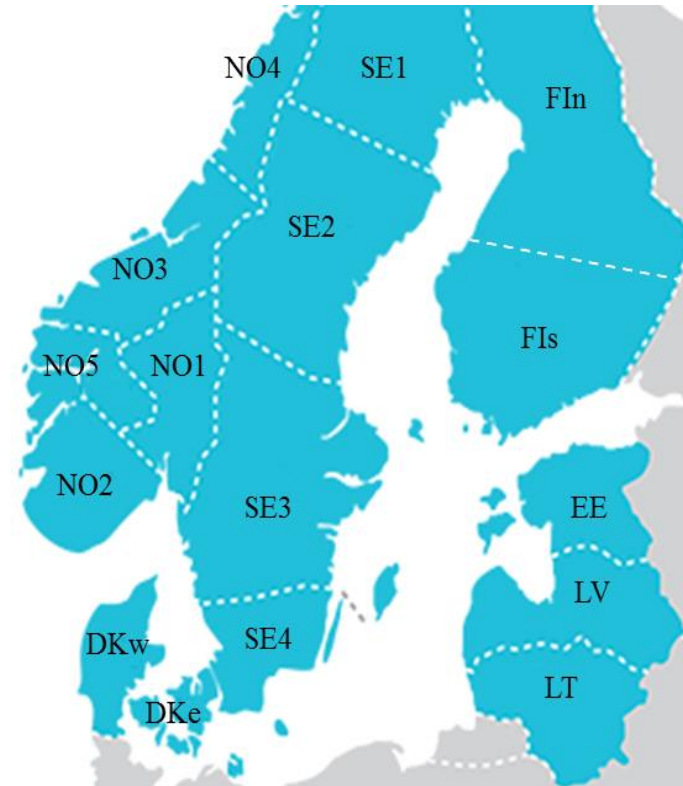 NO4
SE1
FIn
SE2
NO3
FIs
NO5
NO1
NO2
SE3
EE
LV
DKw
SE4
LT
DKe